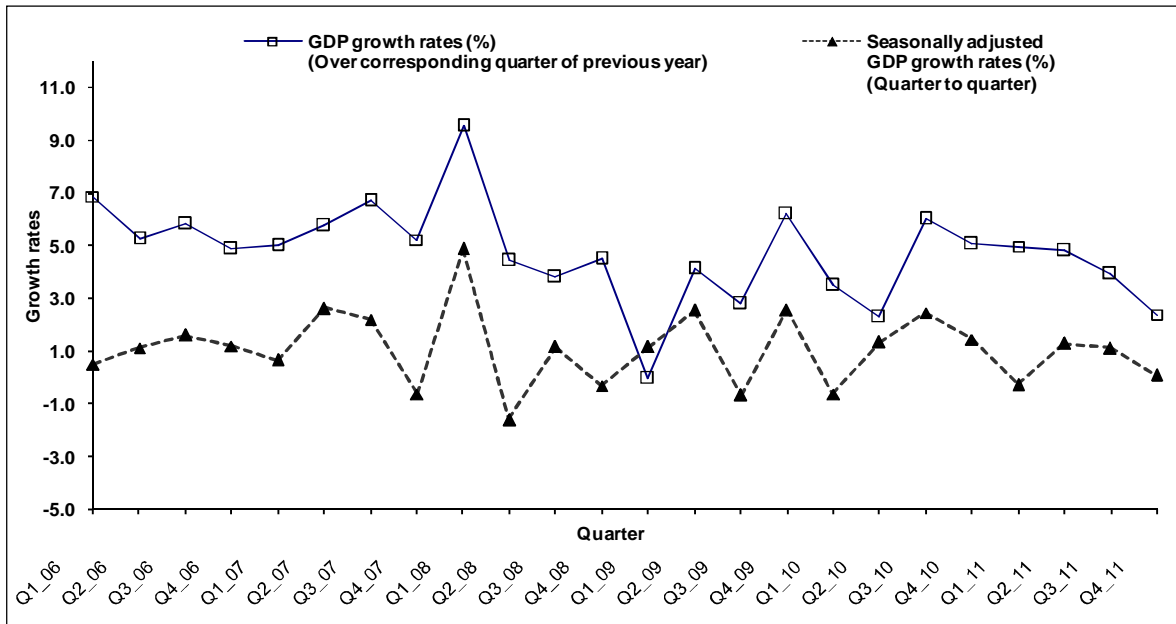 GDP growth rates (%)
(Over corresponding quarter of previous year)
Seasonally adjusted
GDP growth rates (%)
(Quarter to quarter)
11.0
9.0
7.0
5.0
3.0
1.0
-1.0
-3.0
-5.0
Growth rates
Quarter
Q1_06
Q2_06
Q3_06
Q4_06
Q1_07
Q2_07
Q3_07
Q4_07
Q1_08
Q2_08
Q3_08
Q4_08
Q1_09
Q2_09
Q3_09
Q4_09
Q1_10
Q2_10
Q3_10
Q4_10
Q1_11
Q2_11
Q3_11
Q4_11